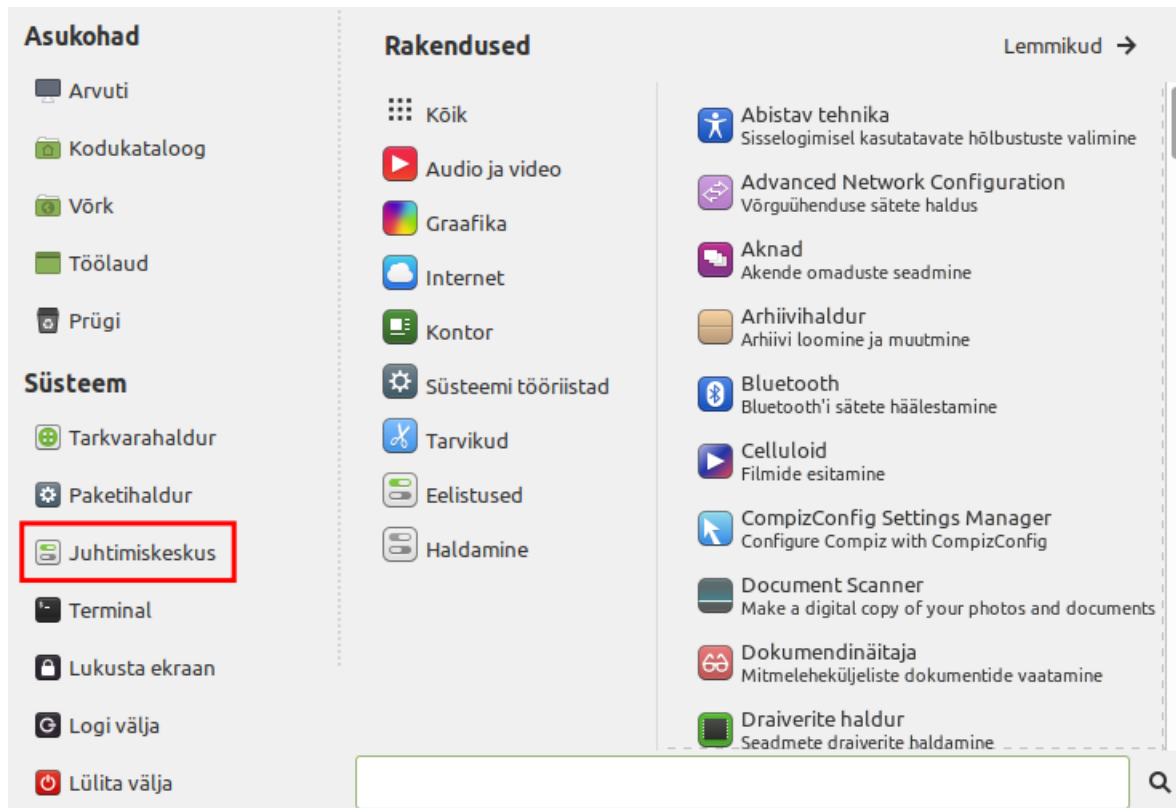 Asukohad
Arvuti
Kodukataloog
Võrk
Töölaud
Prügi
Süsteem
Tarkvarahaldur
Paketihaldur
Juhtimiskeskus
Terminal
Lukusta ekraan
Logi välja
Lülita välja
Rakendused
Lemmikud →
Kõik
Audio ja video
Graafika
Internet
Kontor
Süsteemi tööriistad
Tarvikud
Eelistused
Haldamine
Abistav tehnika
Sisselogimisel kasutatavate hõlbustuste valimine
Advanced Network Configuration
Võrguühenduse sätete haldus
Aknad
Akende omaduste seadmine
Arhiivihaldur
Arhiivi loomine ja muutmine
Bluetooth
Bluetooth'i sätete häälestamine
Celluloid
Filmide esitamine
CompizConfig Settings Manager
Configure Compiz with CompizConfig
Document Scanner
Make a digital copy of your photos and documents
Dokumendinäitaja
Mitmeleheküljeliste dokumentide vaatamine
Draiverite haldur
Seadmete draiverite haldamine